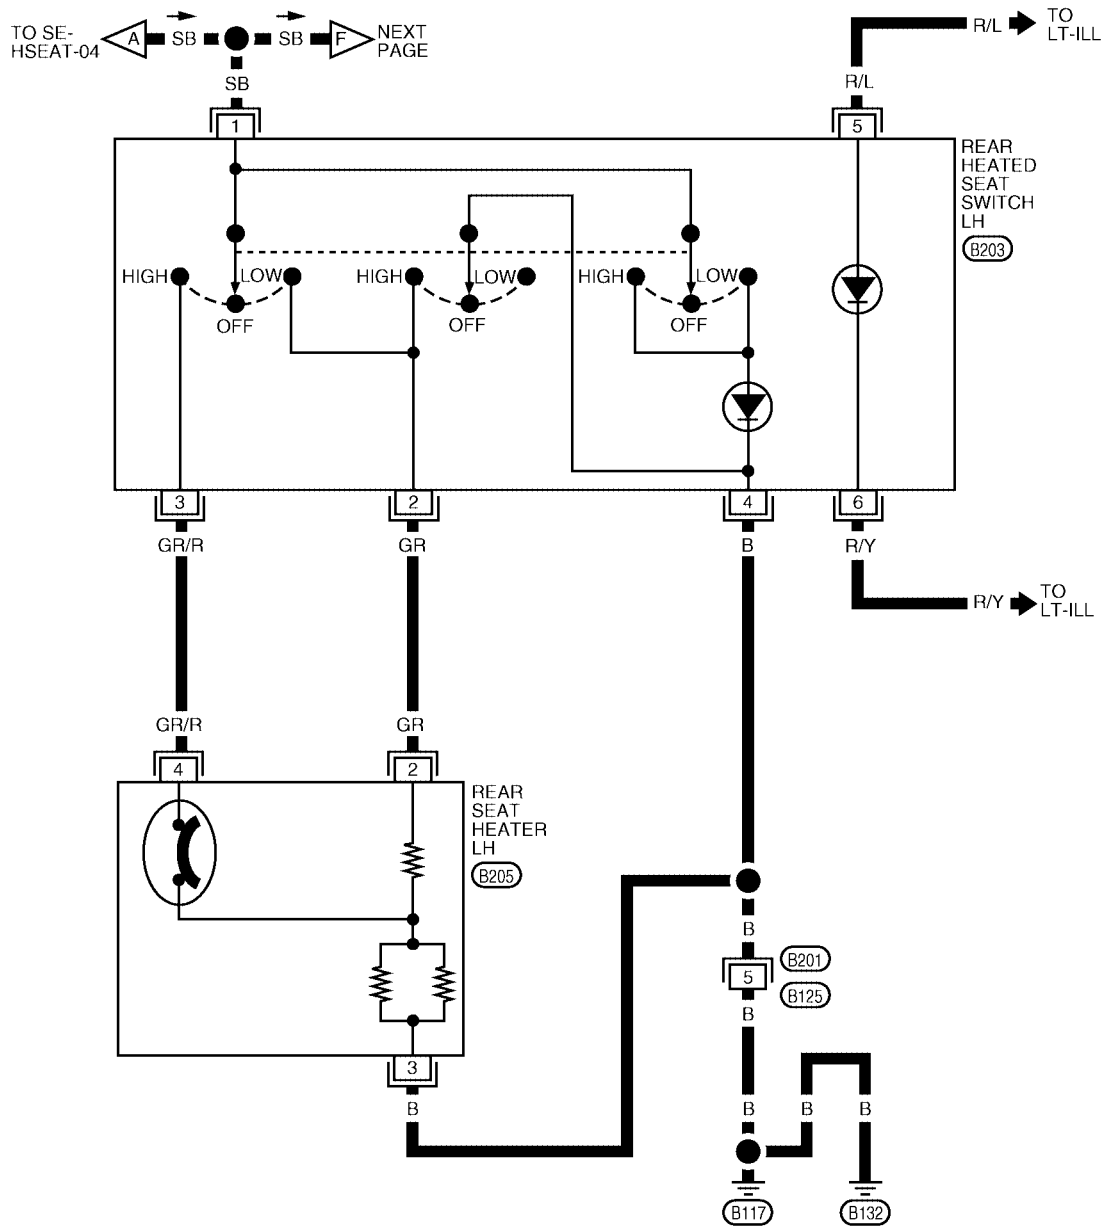 TO SE-
HSEAT-04
A
SB
SB
F
NEXT
PAGE
R/L
TO
LT-ILL
SB
R/L
1
5
REAR
HEATED
SEAT
SWITCH
LH
B203
HIGH
LOW
OFF
HIGH
LOW
OFF
HIGH
LOW
OFF
3
2
4
6
GR/R
GR
B
R/Y
R/Y
TO
LT-ILL
GR/R
GR
4
2
REAR
SEAT
HEATER
LH
B205
B
B201
5
B125
B
3
B
B
B
B
B117
B132